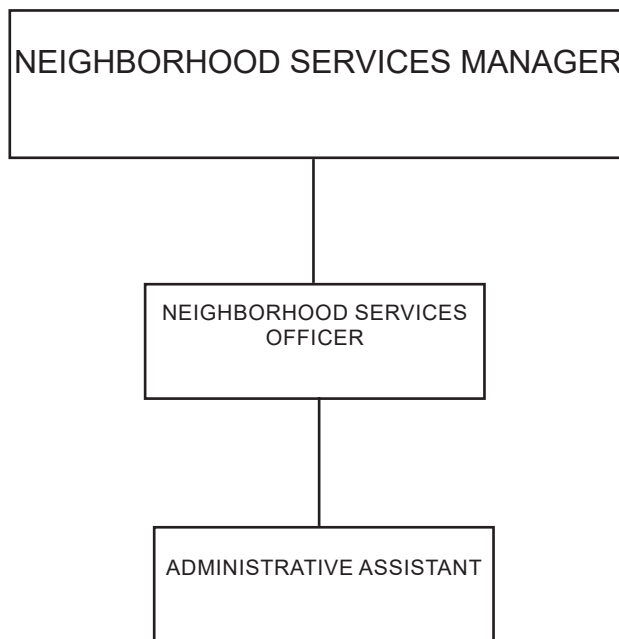 NEIGHBORHOOD SERVICES MANAGER
NEIGHBORHOOD SERVICES
OFFICER
ADMINISTRATIVE ASSISTANT